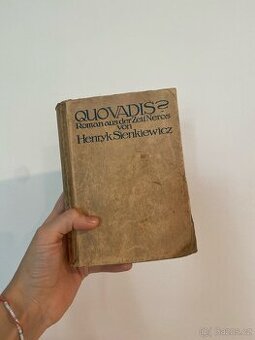 QUO VADIS?
Roman aus der Zeit Neros
von
Henryk Sienkiewicz